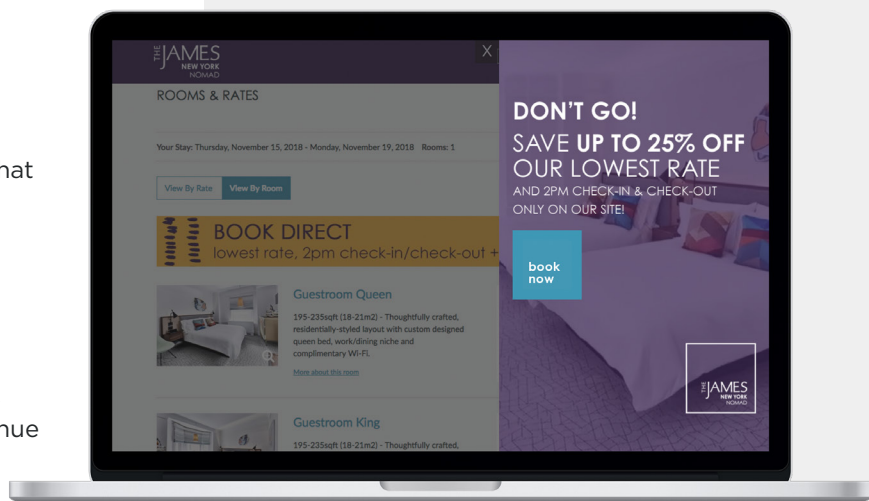 hat
nue
THE JAMES
NEW YORK
NOMAD
X
ROOMS & RATES
Your Stay: Thursday, November 15, 2018 - Monday, November 19, 2018 Rooms: 1
View By Rate View By Room
BOOK DIRECT
lowest rate, 2pm check-in/check-out +
Guestroom Queen
195-235sqft (18-21m2) - Thoughtfully crafted,
residentially-styled layout with custom designed
queen bed, work/dining niche and
complimentary Wi-Fi.
More about this room
Guestroom King
195-235sqft (18-21m2) - Thoughtfully crafted,
DON'T GO!
SAVE UP TO 25% OFF
OUR LOWEST RATE
AND 2PM CHECK-IN & CHECK-OUT
ONLY ON OUR SITE!
book
now
THE JAMES
NEW YORK
NOMAD